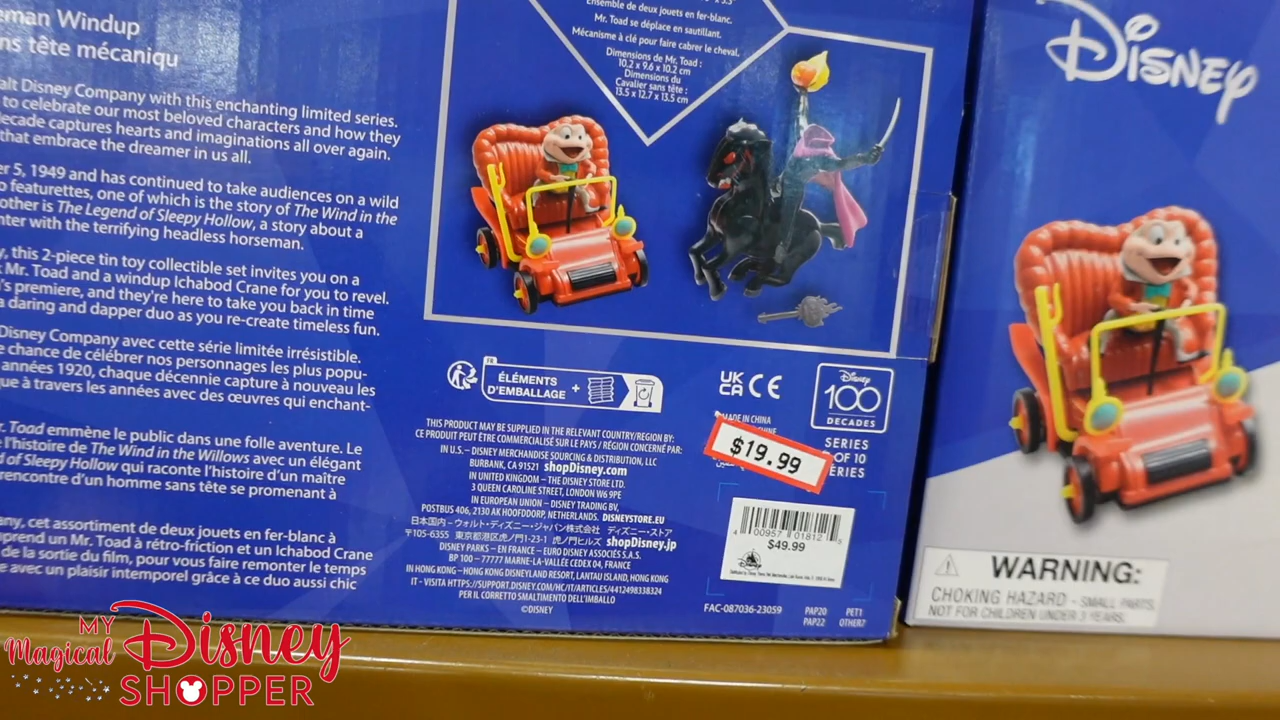 eman Windup
ns tête mécaniqu
alt Disney Company with this enchanting limited series.
to celebrate our most beloved characters and how they
decade captures hearts and imaginations all over again.
that embrace the dreamer in us all.
er 5, 1949 and has continued to take audiences on a wild
o featurettes, one of which is the story of The Wind in the
other is The Legend of Sleepy Hollow, a story about a
nter with the terrifying headless horseman.
y, this 2-piece tin toy collectible set invites you on a
k Mr. Toad and a windup Ichabod Crane for you to revel.
's premiere, and they're here to take you back in time
a daring and dapper duo as you re-create timeless fun.
Disney Company avec cette série limitée irrésistible.
e chance de célébrer nos personnages les plus popu-
années 1920, chaque décennie capture à nouveau les
que à travers les années avec des œuvres qui enchant-
r. Toad emmène le public dans une folle aventure. Le
e l'histoire de The Wind in the Willows avec un élégant
d of Sleepy Hollow qui raconte l'histoire d'un maître
rencontre d'un homme sans tête se promenant à
any, cet assortiment de deux jouets en fer-blanc à
prend un Mr. Toad à rétro-friction et un Ichabod Crane
de la sortie du film, pour vous faire remonter le temps
e avec un plaisir intemporel grâce à ce duo aussi chic
Ensemble de deux jouets en fer-blanc.
Mr. Toad se déplace en sautillant.
Mécanisme à clé pour faire cabrer le cheval.
Dimensions de Mr. Toad :
10.2 x 9.6 x 10.2 cm
Dimensions du
Cavalier sans tête :
13.5 x 12.7 x 13.5 cm
FR
ÉLÉMENTS
D'EMBALLAGE +
UK
CA CE
Disney
100
DECADES
MADE IN CHINA
SERIES
OF 10
SÉRIES
$19.99
4 00957 01812 5
$49.99
THIS PRODUCT MAY BE SUPPLIED IN THE RELEVANT COUNTRY/REGION BY:
CE PRODUIT PEUT ÊTRE COMMERCIALISÉ SUR LE PAYS / RÉGION CONCERNÉ PAR:
IN U.S. – DISNEY MERCHANDISE SOURCING & DISTRIBUTION, LLC
BURBANK, CA 91521 shopDisney.com
IN UNITED KINGDOM – THE DISNEY STORE LTD.
3 QUEEN CAROLINE STREET, LONDON W6 9PE
IN EUROPEAN UNION – DISNEY TRADING BV,
POSTBUS 406, 2130 AK HOOFDDORP, NETHERLANDS. DISNEYSTORE.EU
日本国内 – ウォルト・ディズニー・ジャパン株式会社 ディズニーストア
〒105-6355 東京都港区虎ノ門1-23-1 虎ノ門ヒルズ shopDisney.jp
DISNEY PARKS – EN FRANCE – EURO DISNEY ASSOCIÉS S.A.S.
BP 100 – 77777 MARNE-LA-VALLÉE CEDEX 04, FRANCE
IN HONG KONG – HONG KONG DISNEYLAND RESORT, LANTAU ISLAND, HONG KONG
IT - VISITA HTTPS://SUPPORT.DISNEY.COM/HC/IT/ARTICLES/4412498338324
PER IL CORRETTO SMALTIMENTO DELL'IMBALLO
©DISNEY
FAC-087036-23059
PAP20
PAP22
PET1
OTHER7
Disney
WARNING:
CHOKING HAZARD - SMALL PARTS.
NOT FOR CHILDREN UNDER 3 YEARS.
MY
Magical Disney
SHOPPER